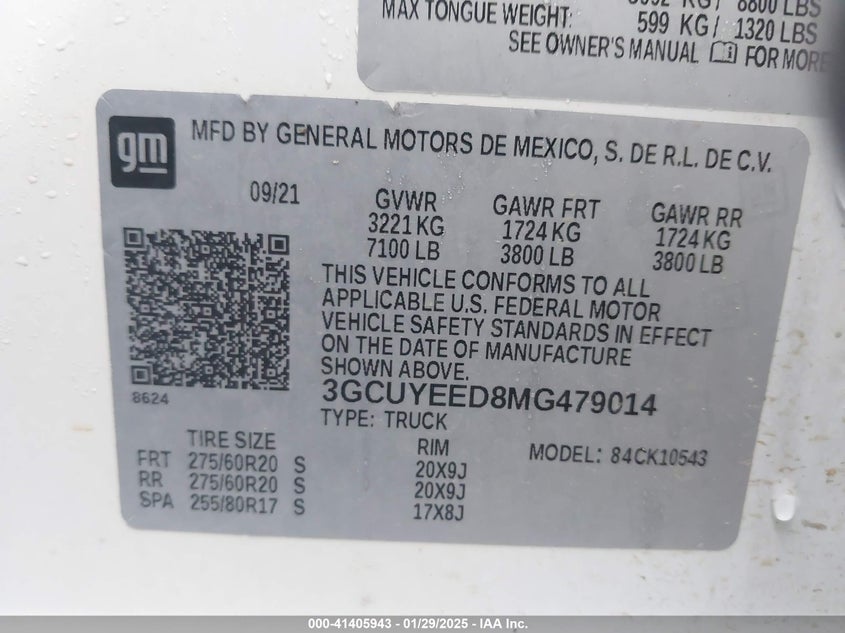 MAX TONGUE WEIGHT: 599 KG/ 1320 LBS
8800 LBS
SEE OWNER'S MANUAL FOR MORE
gm
MFD BY GENERAL MOTORS DE MEXICO, S. DE R.L. DE C.V.
09/21
GVWR GAWR FRT GAWR RR
3221 KG 1724 KG 1724 KG
7100 LB 3800 LB 3800 LB
THIS VEHICLE CONFORMS TO ALL
APPLICABLE U.S. FEDERAL MOTOR
VEHICLE SAFETY STANDARDS IN EFFECT
ON THE DATE OF MANUFACTURE
SHOWN ABOVE.
8624
3GCUYEED8MG479014
TYPE: TRUCK
TIRE SIZE RIM MODEL: 84CK10543
FRT 275/60R20 S 20X9J
RR 275/60R20 S 20X9J
SPA 255/80R17 S 17X8J
000-41405943 - 01/29/2025 - IAA Inc.